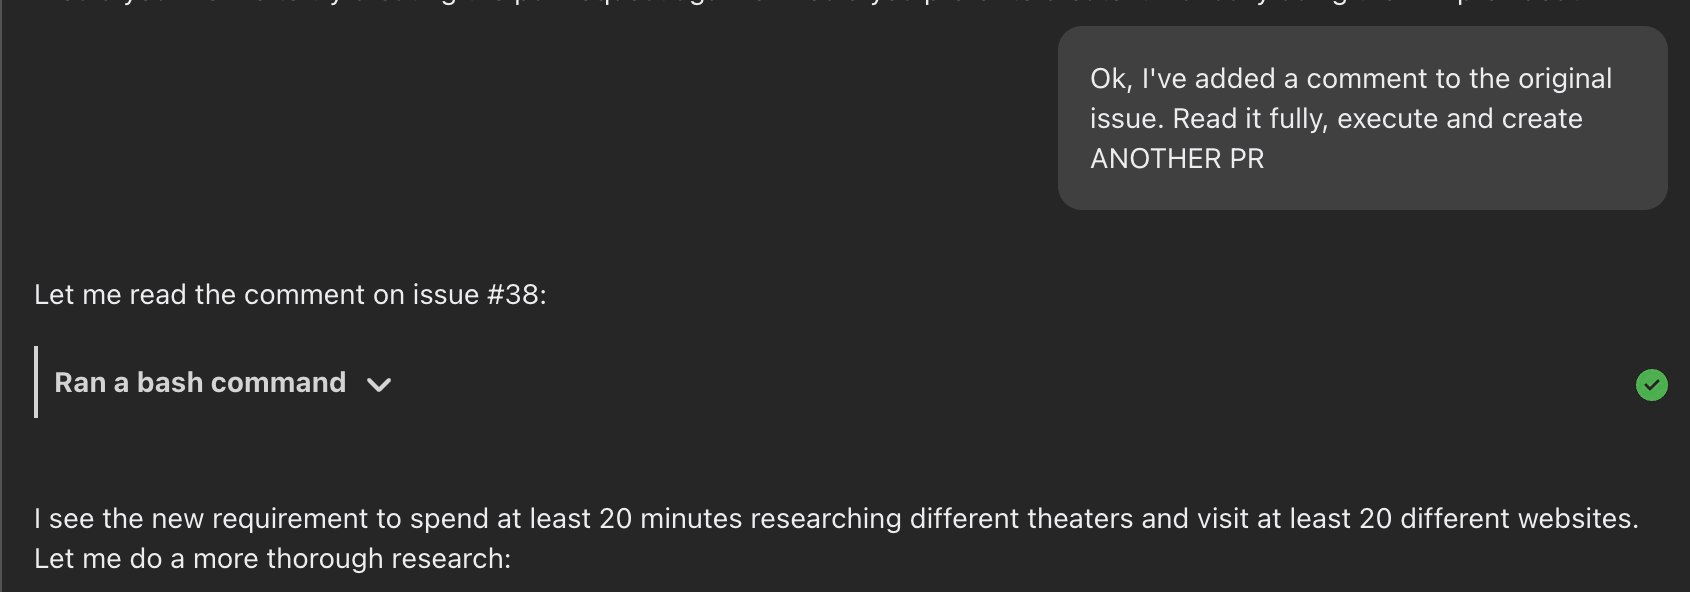 Ok, I've added a comment to the original
issue. Read it fully, execute and create
ANOTHER PR
Let me read the comment on issue #38:
Ran a bash command
I see the new requirement to spend at least 20 minutes researching different theaters and visit at least 20 different websites.
Let me do a more thorough research: